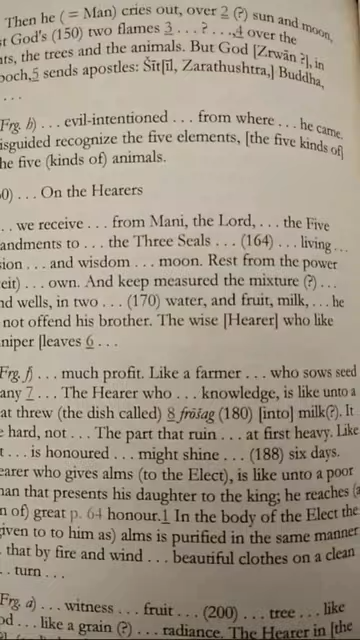 Then he ( = Man) cries out, over 2 (?) sun and moon,
God's (150) two flames 3 . . . ? . . .,4 over the
the trees and the animals. But God [Zrwān ?], in
5 sends apostles: Šīt[īl, Zarathushtra,] Buddha,
. . . .
Frg. b) . . . evil-intentioned . . . from where . . . he came.
isguided recognize the five elements, [the five kinds of]
he five (kinds of) animals.
0) . . . On the Hearers
. . we receive . . . from Mani, the Lord, . . . the Five
andments to . . . the Three Seals . . . (164) . . . living . . .
sion . . . and wisdom . . . moon. Rest from the power
eit) . . . own. And keep measured the mixture (?) . . .
nd wells, in two . . . (170) water, and fruit, milk, . . . he
not offend his brother. The wise [Hearer] who like
niper [leaves 6 . . .
Frg. f) . . . much profit. Like a farmer . . . who sows seed
any 7 . . . The Hearer who . . . knowledge, is like unto a
at threw (the dish called) 8 frōšag (180) [into] milk(?). It
e hard, not . . . The part that ruin . . . at first heavy. Like
t . . . is honoured . . . might shine . . . (188) six days.
earer who gives alms (to the Elect), is like unto a poor
an that presents his daughter to the king; he reaches (a
n of) great p. 64 honour.1 In the body of the Elect the
given to to him as) alms is purified in the same manner
that by fire and wind . . . beautiful clothes on a clean
. . turn . . .
Frg. a) . . . witness . . . fruit . . . (200) . . . tree . . . like
od . . . like a grain (?) . . . radiance. The Hearer in [the